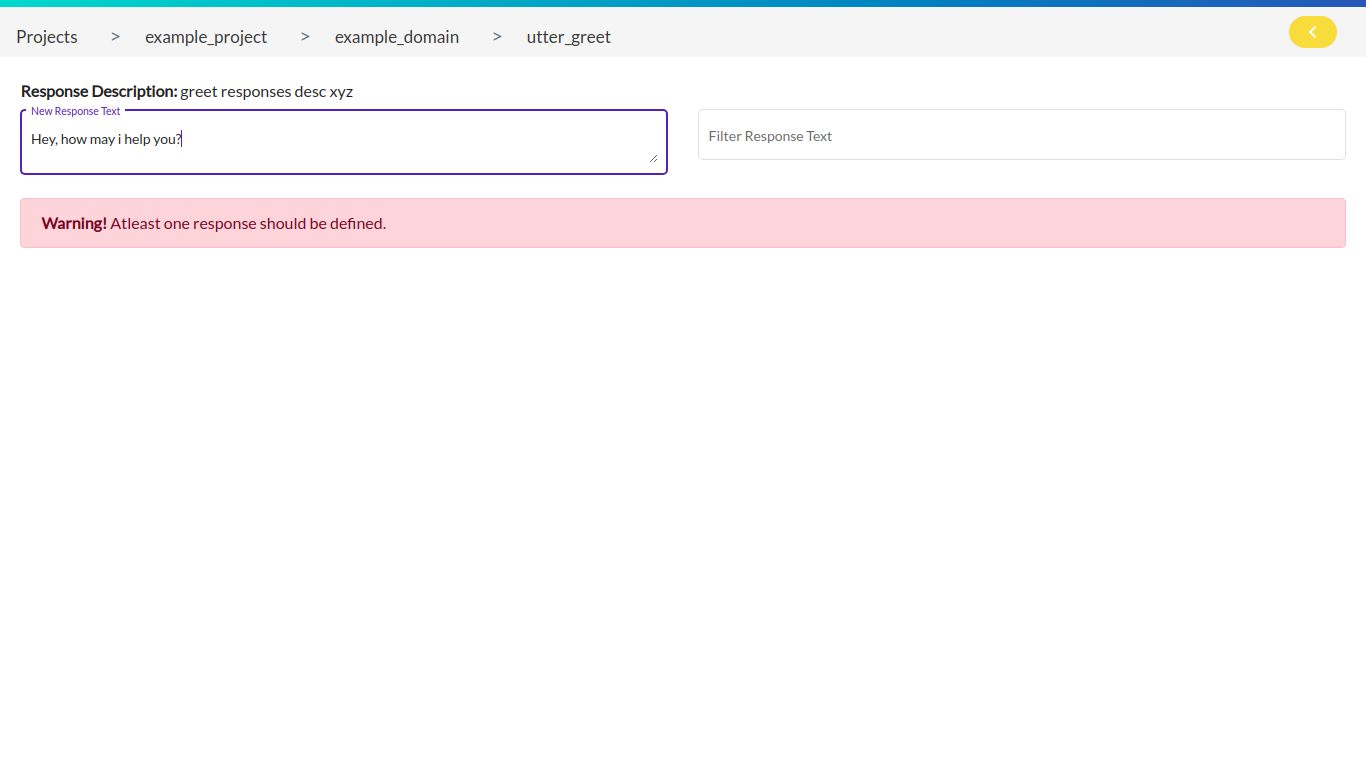 Projects > example_project > example_domain > utter_greet
Response Description: greet responses desc xyz
New Response Text
Hey, how may i help you?
Filter Response Text
Warning! Atleast one response should be defined.